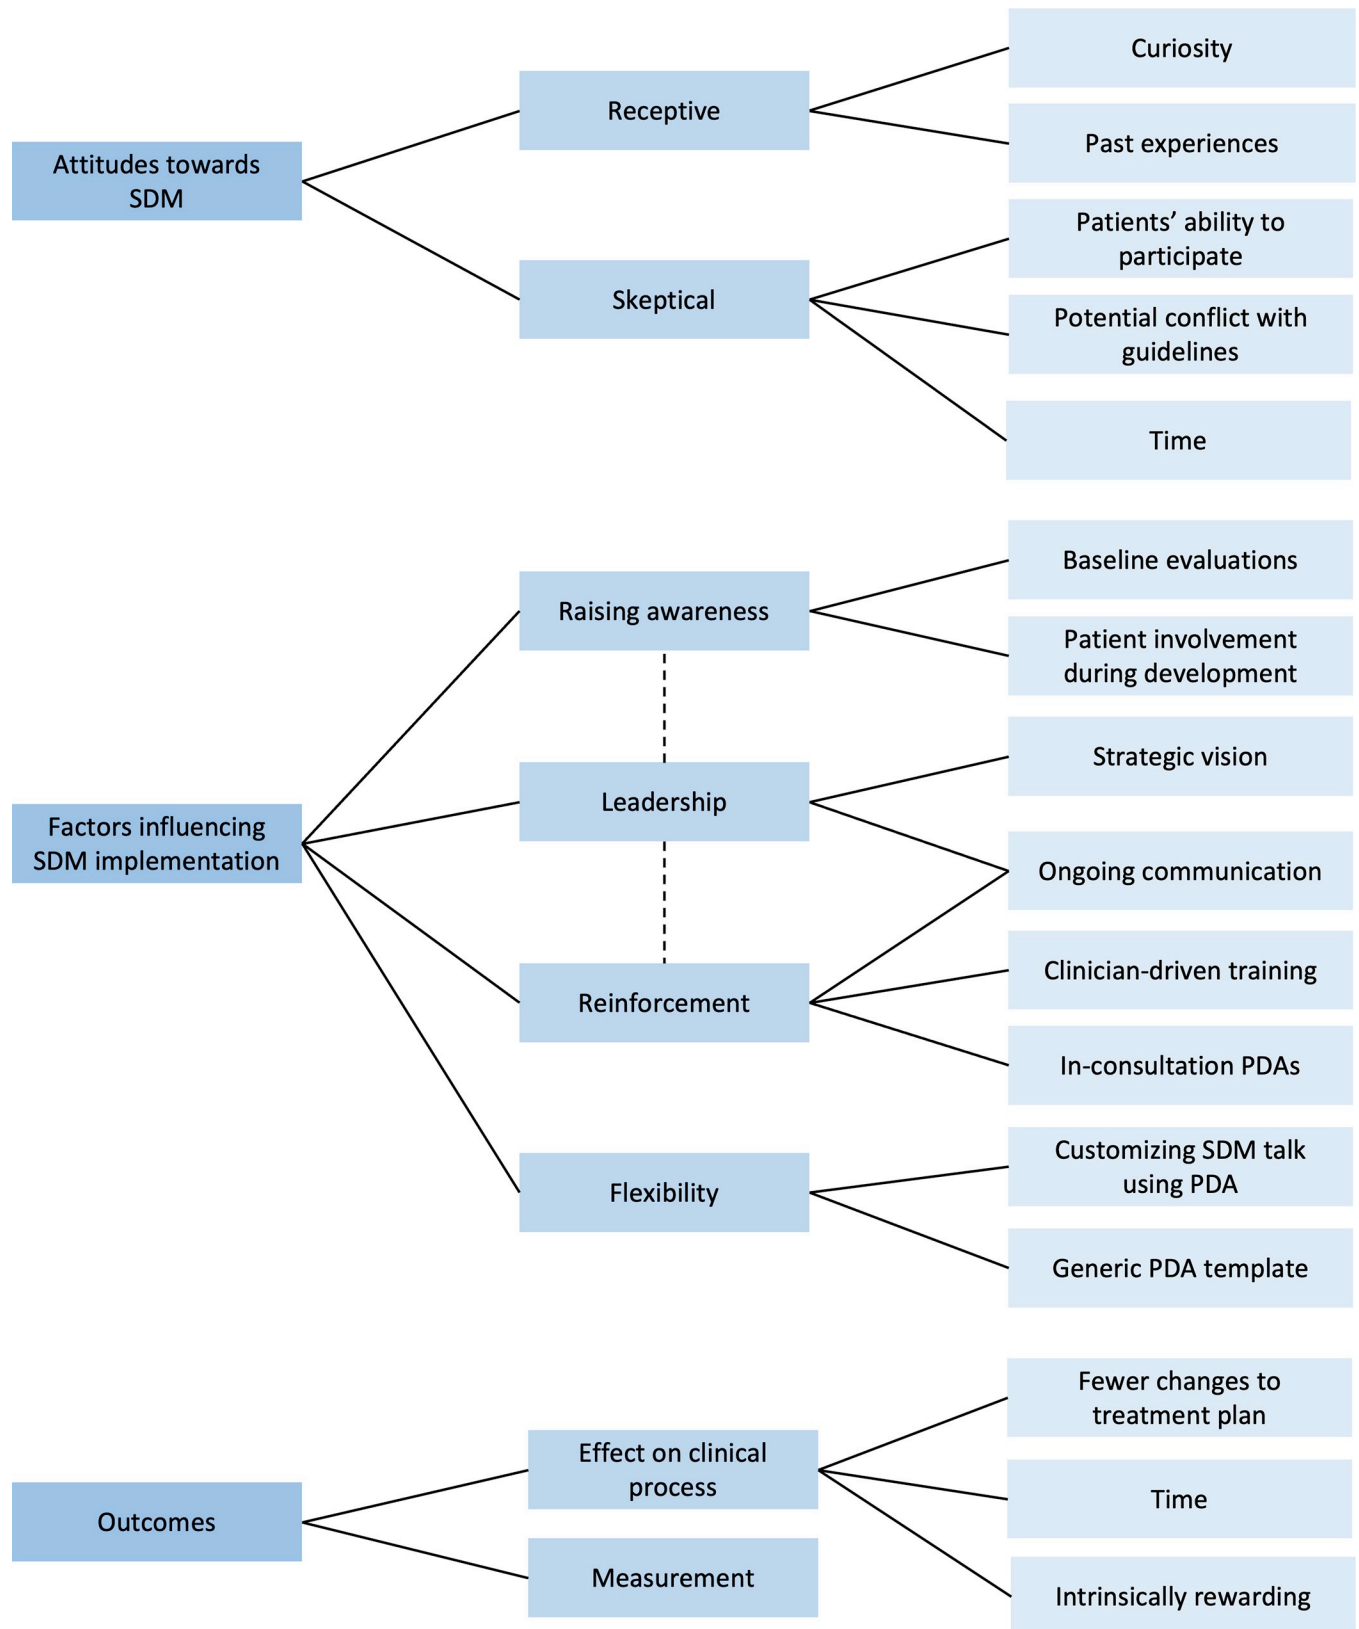 Attitudes towards
SDM
Receptive
Curiosity
Past experiences
Skeptical
Patients’ ability to
participate
Potential conflict with
guidelines
Time
Factors influencing
SDM implementation
Raising awareness
Baseline evaluations
Patient involvement
during development
Leadership
Strategic vision
Ongoing communication
Reinforcement
Clinician-driven training
In-consultation PDAs
Flexibility
Customizing SDM talk
using PDA
Generic PDA template
Outcomes
Effect on clinical
process
Fewer changes to
treatment plan
Time
Intrinsically rewarding
Measurement